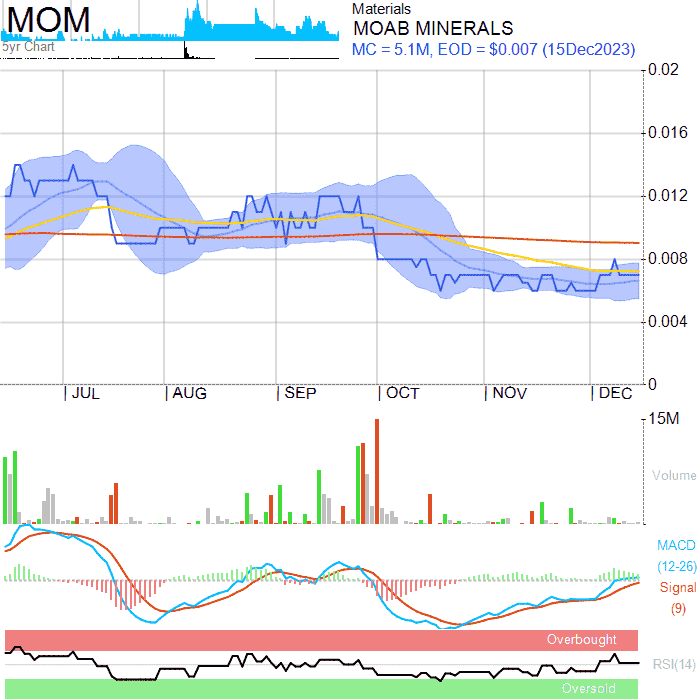 MOM
5yr Chart
Materials
MOAB MINERALS
MC = 5.1M, EOD = $0.007 (15Dec2023)
0.02
0.016
0.012
0.008
0.004
0
JUL AUG SEP OCT NOV DEC
15M
Volume
MACD
(12-26)
Signal
(9)
Overbought
RSI(14)
Oversold